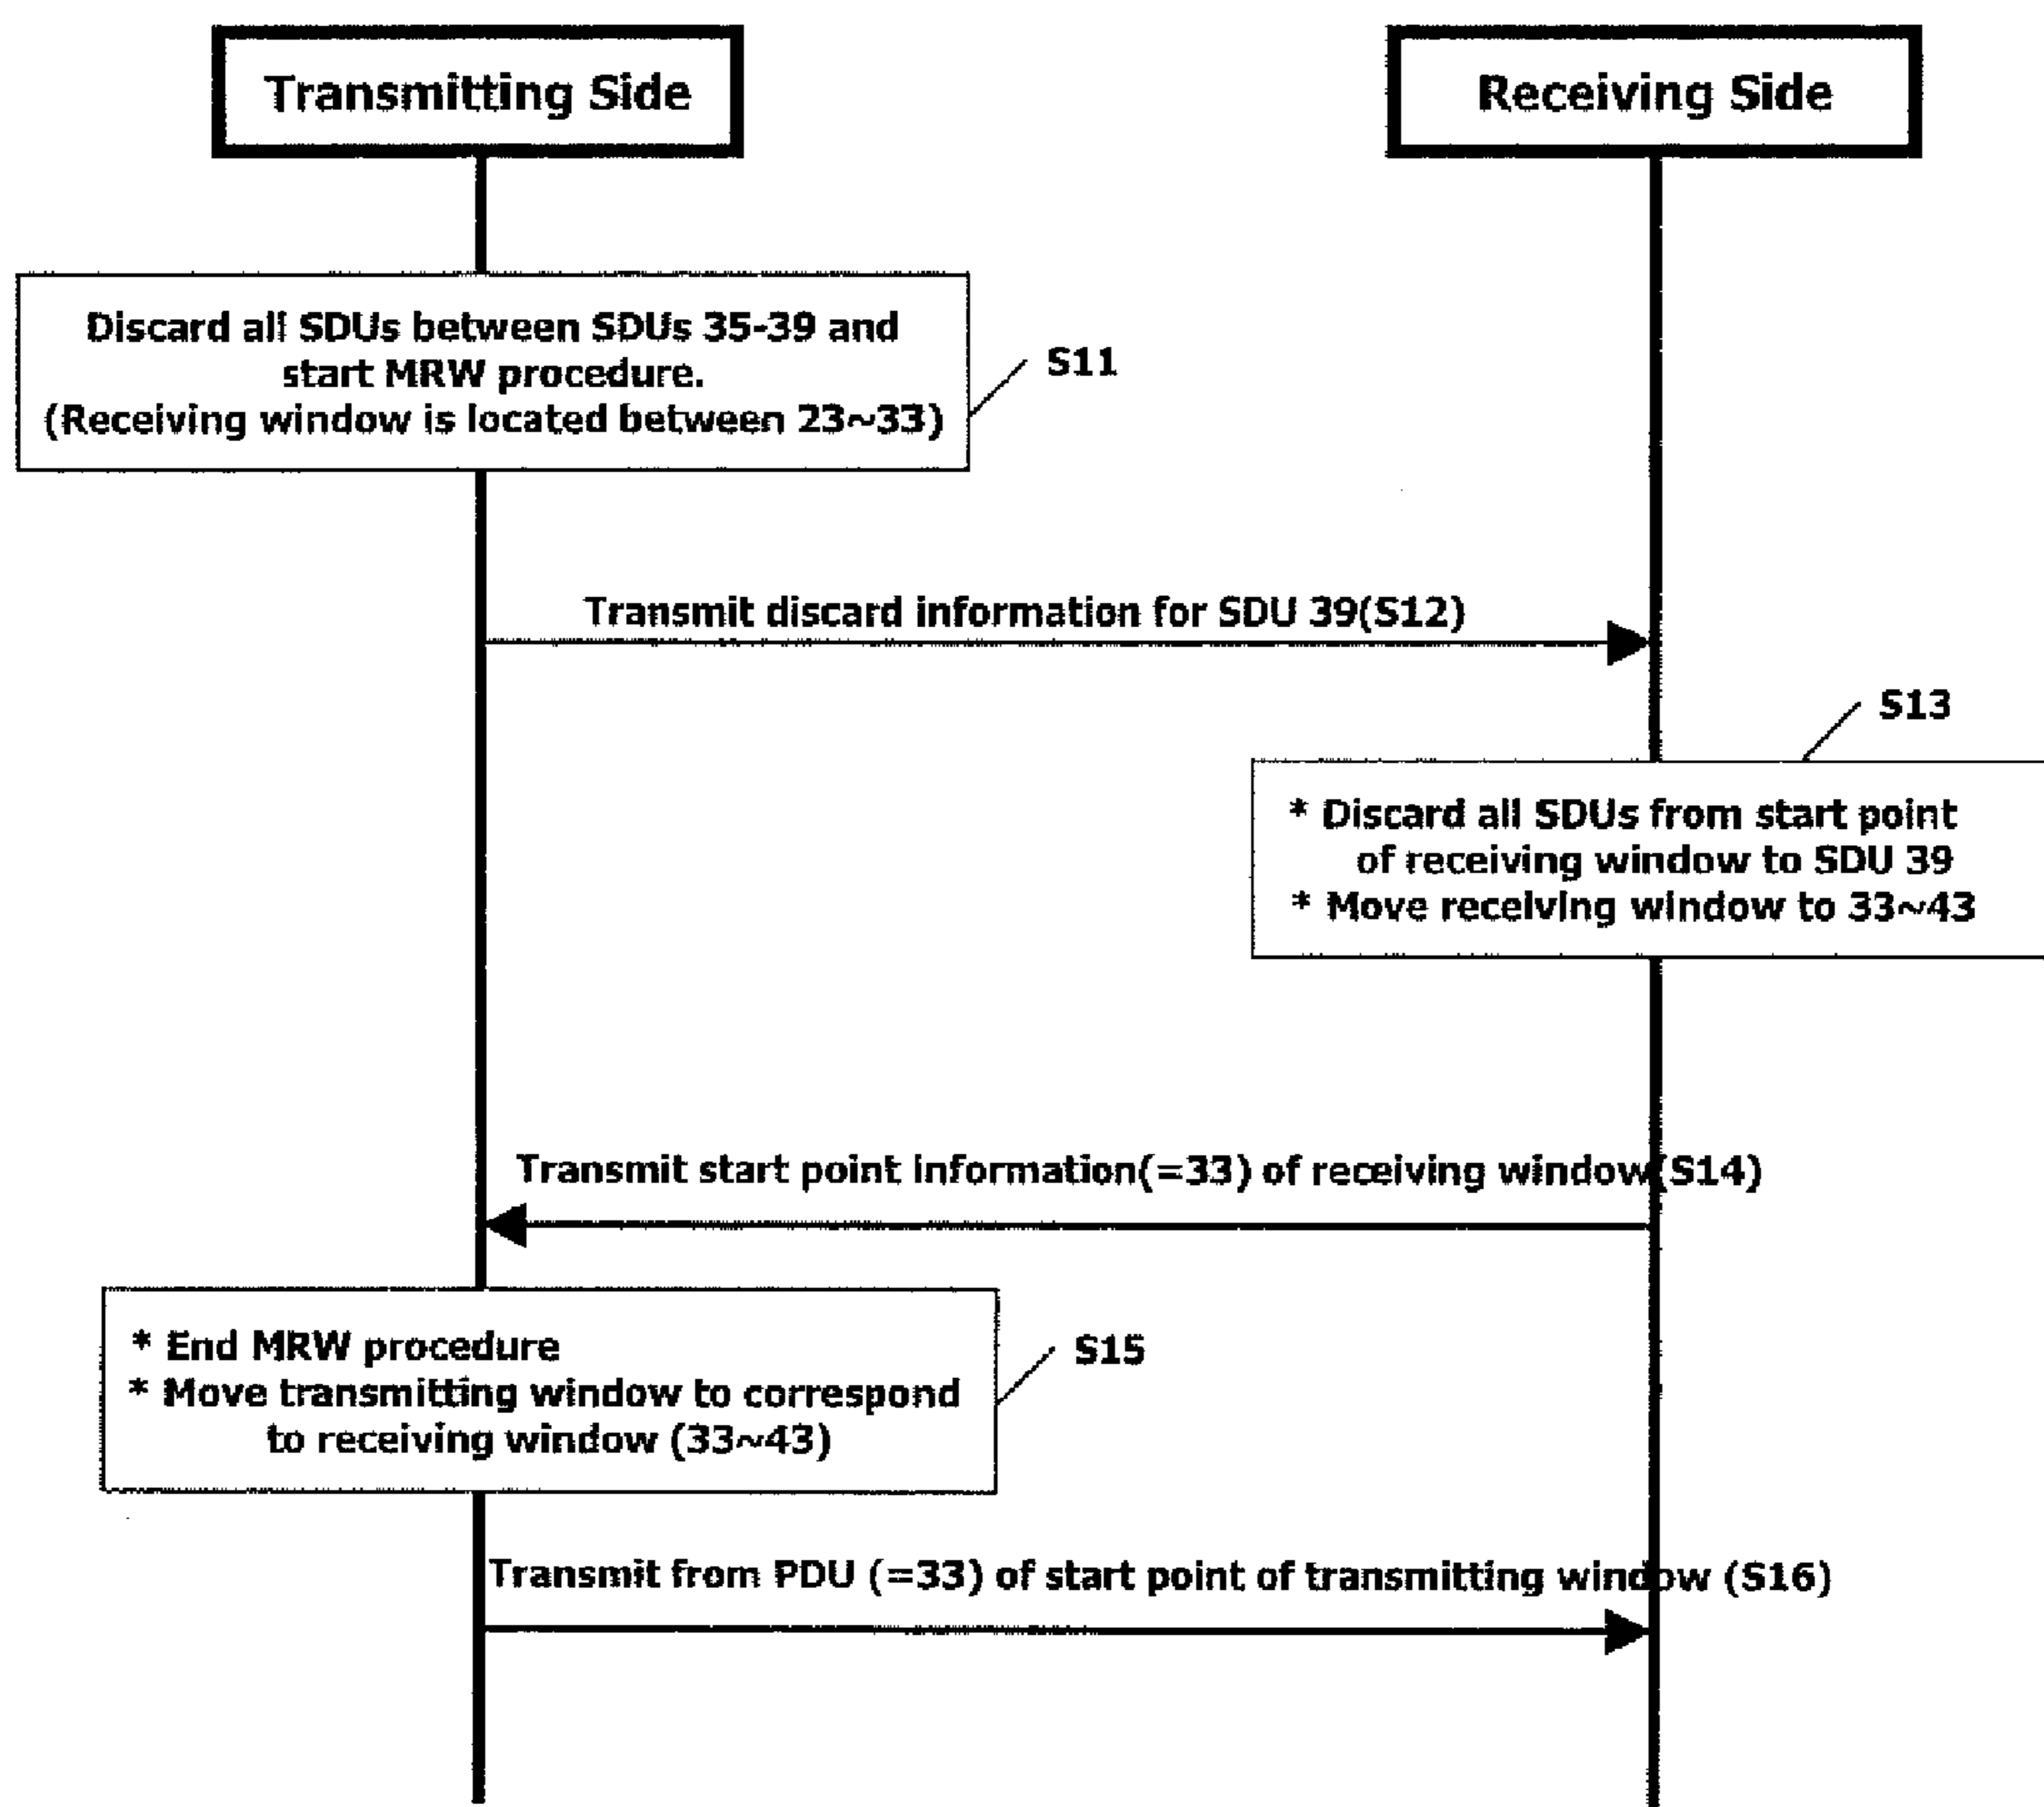 Transmitting Side
Receiving Side
Discard all SDUs between SDUs 35-39 and
start MRW procedure.
(Receiving window is located between 23~33)
S11
Transmit discard information for SDU 39(S12)
S13
* Discard all SDUs from start point
of receiving window to SDU 39
* Move receiving window to 33~43
Transmit start point information(=33) of receiving window(S14)
* End MRW procedure
* Move transmitting window to correspond
to receiving window (33~43)
S15
Transmit from PDU (=33) of start point of transmitting window (S16)